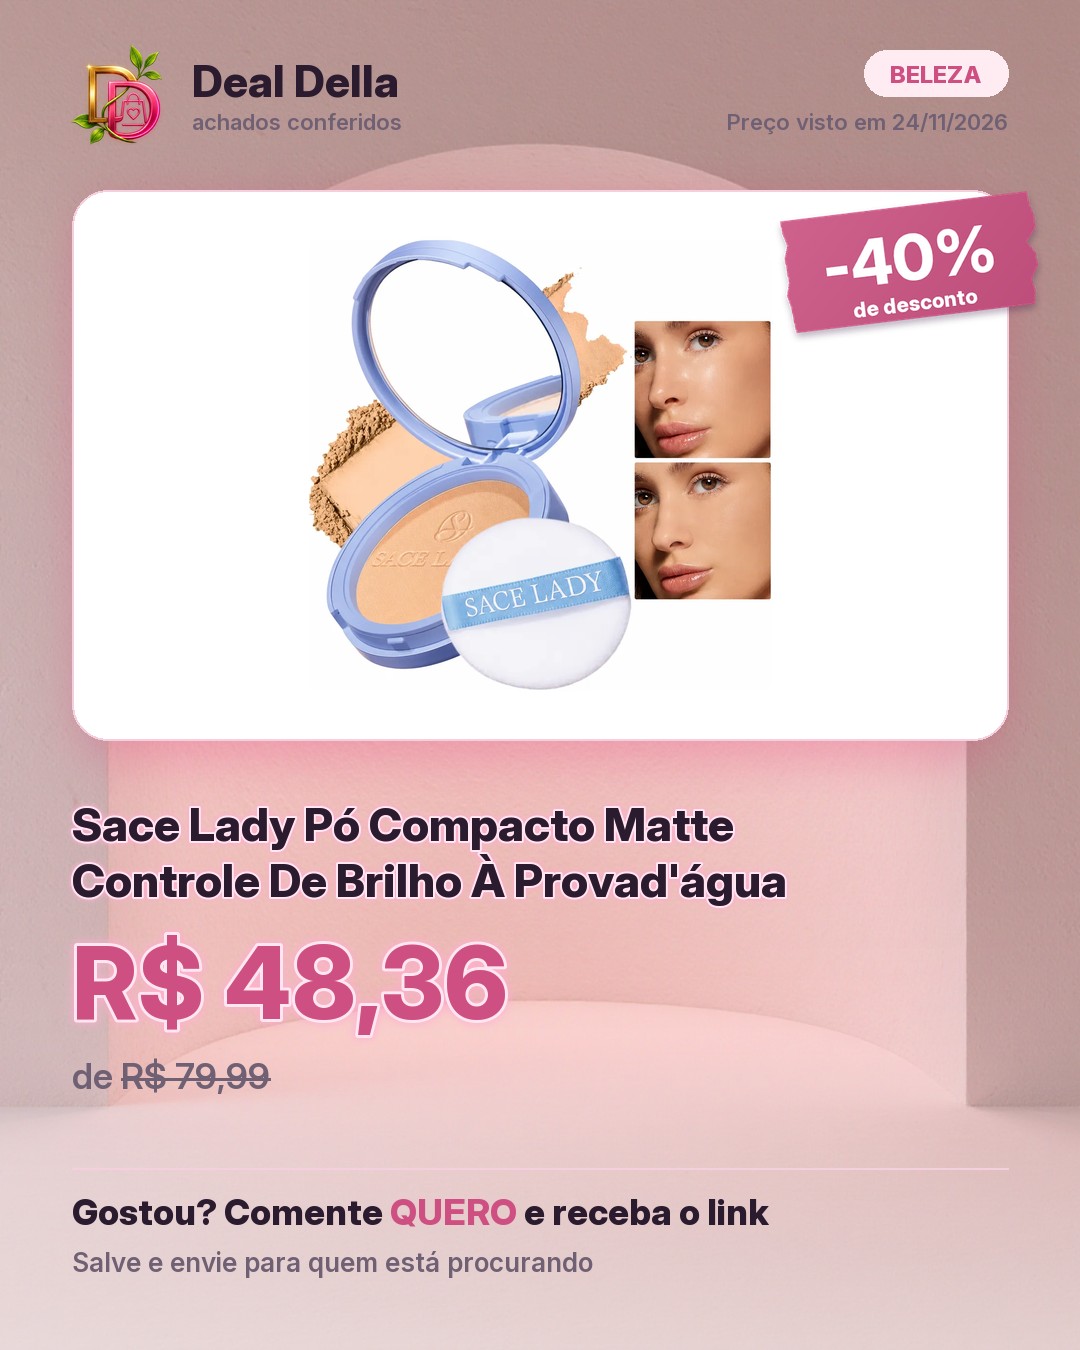 Deal Della
achados conferidos
BELEZA
Preço visto em 24/11/2026
-40%
de desconto
SACE LADY
Sace Lady Pó Compacto Matte
Controle De Brilho À Provad'água
R$ 48,36
de R$ 79,99
Gostou? Comente QUERO e receba o link
Salve e envie para quem está procurando